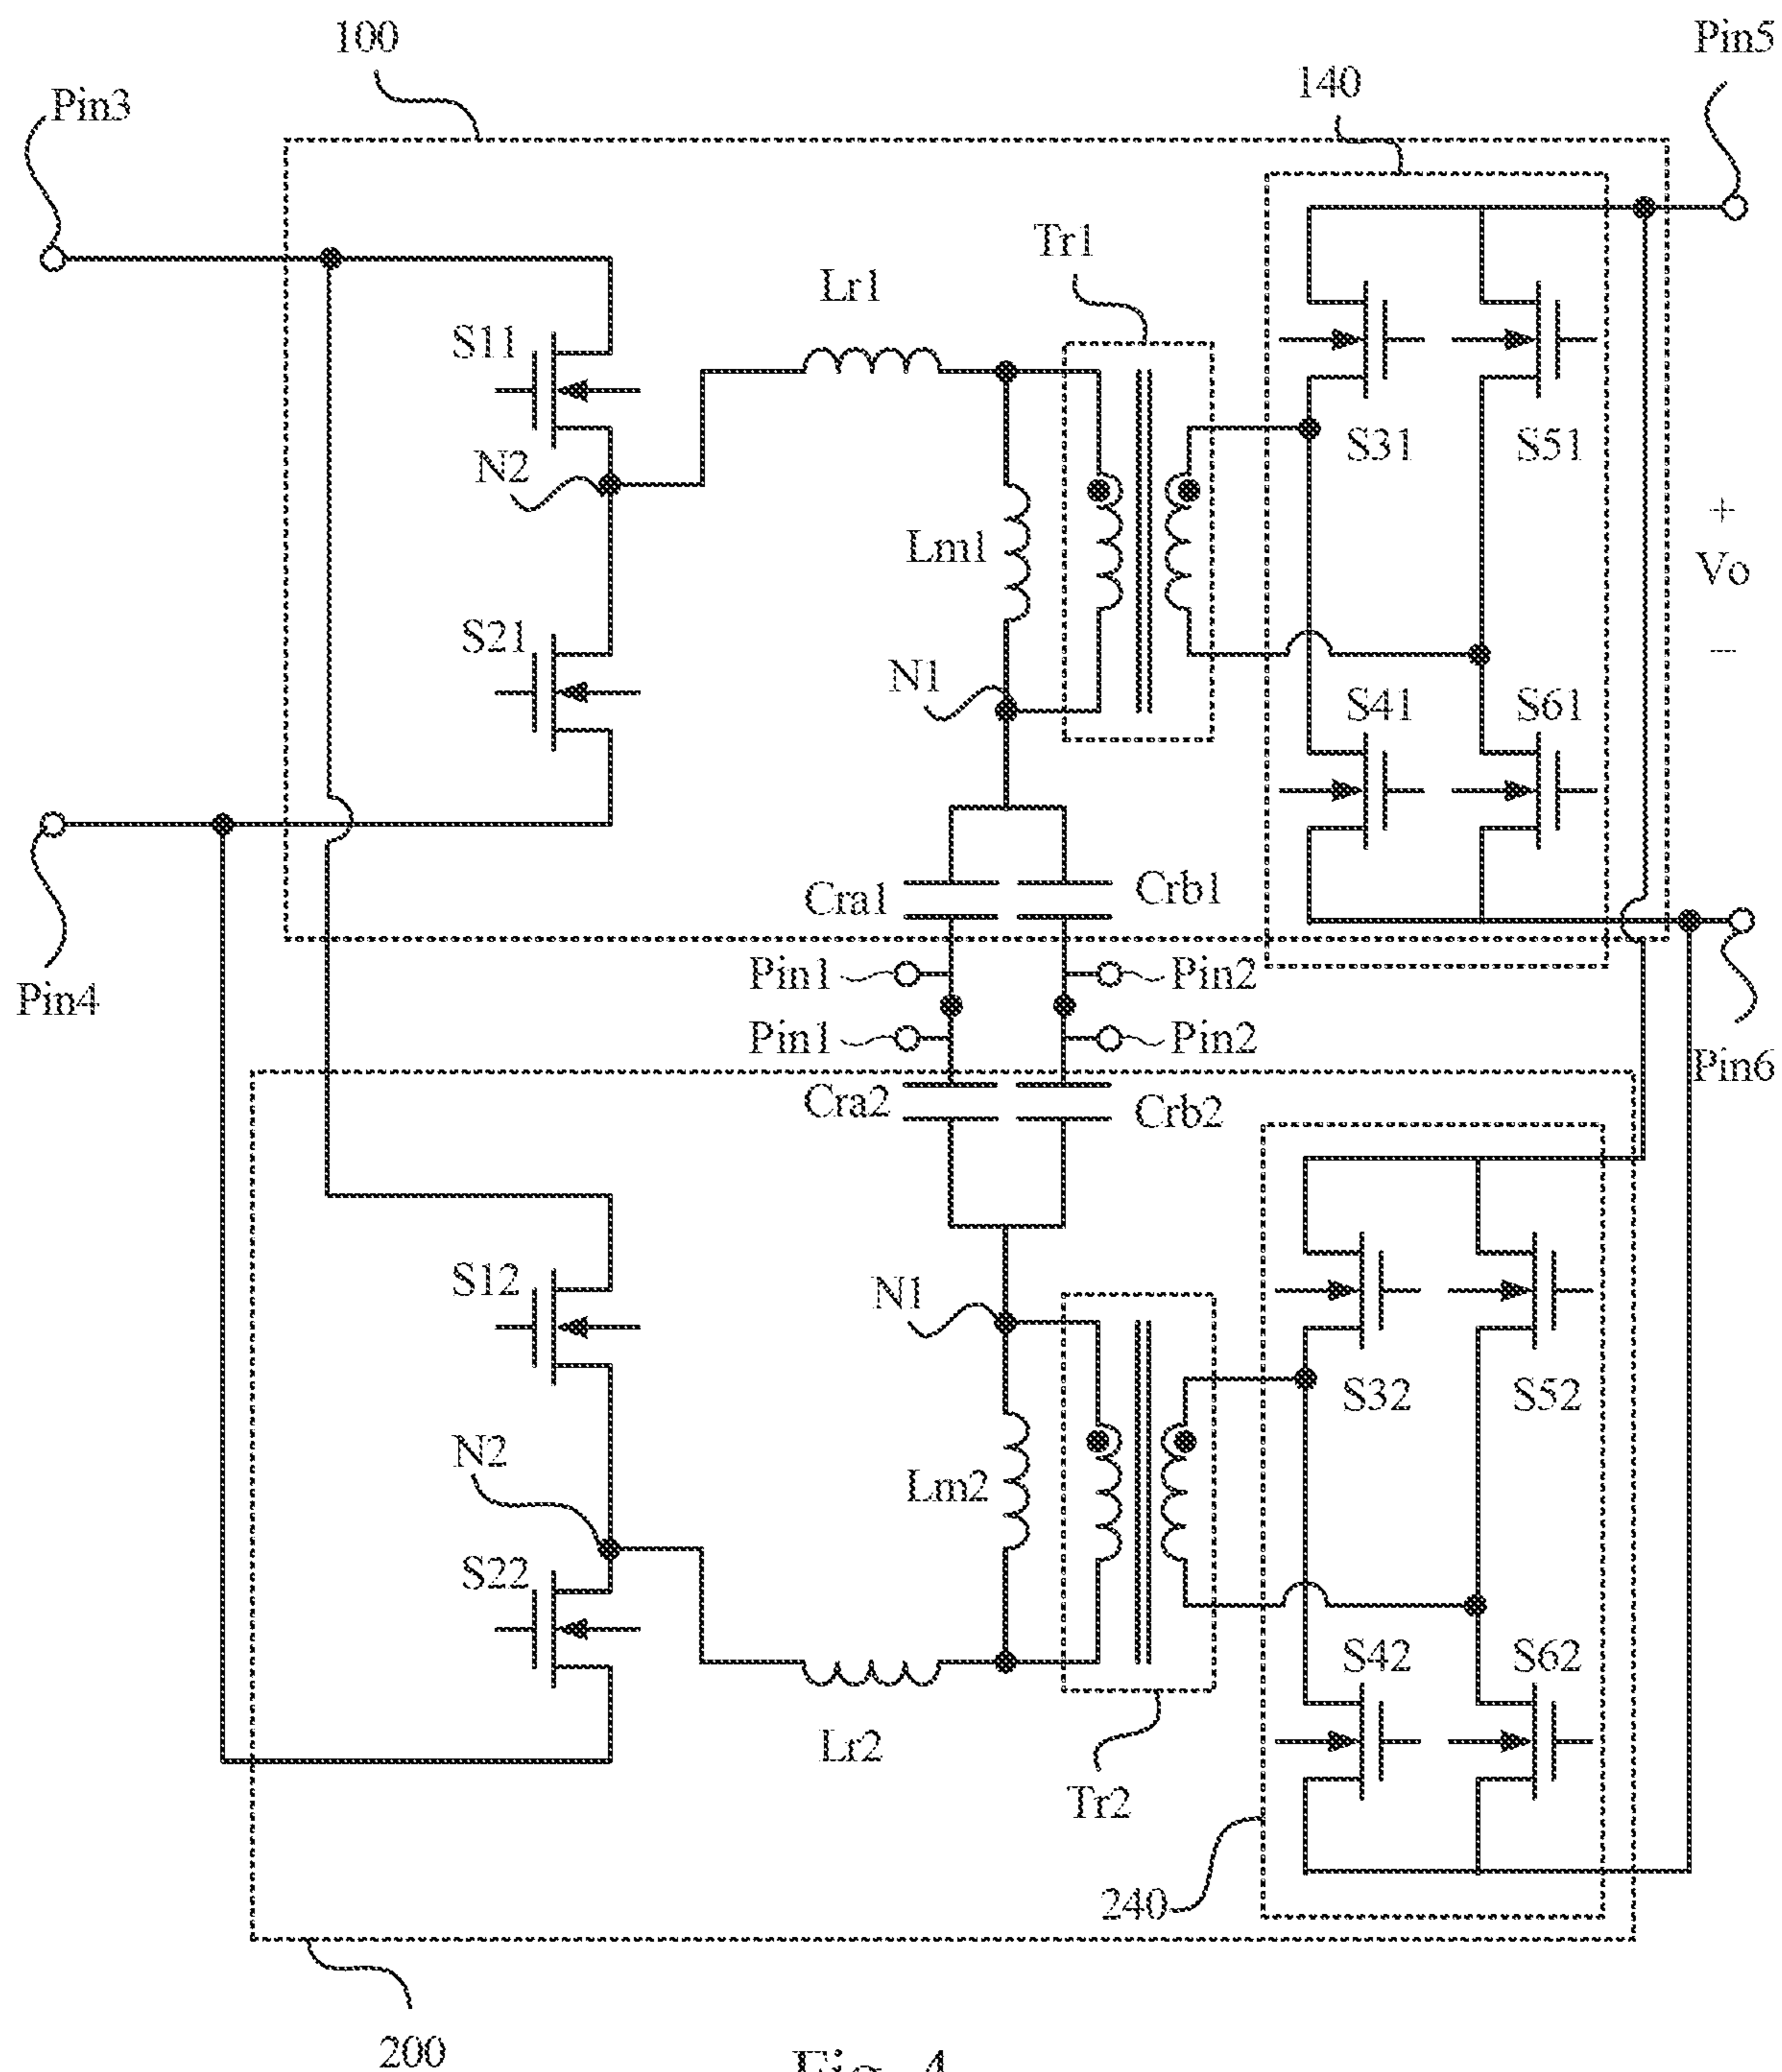 100
Pin5
140
Pin3
Tr1
Lr1
S11
S31
S51
N2
+
Lm1
Vo
S21
−
N1
S41
S61
Cra1
Crb1
Pin1
Pin2
Pin4
Pin1
Pin2
Pin6
Cra2
Crb2
S12
N1
S32
S52
N2
Lm2
S22
S42
S62
Lr2
Tr2
240
200
Fig. 4